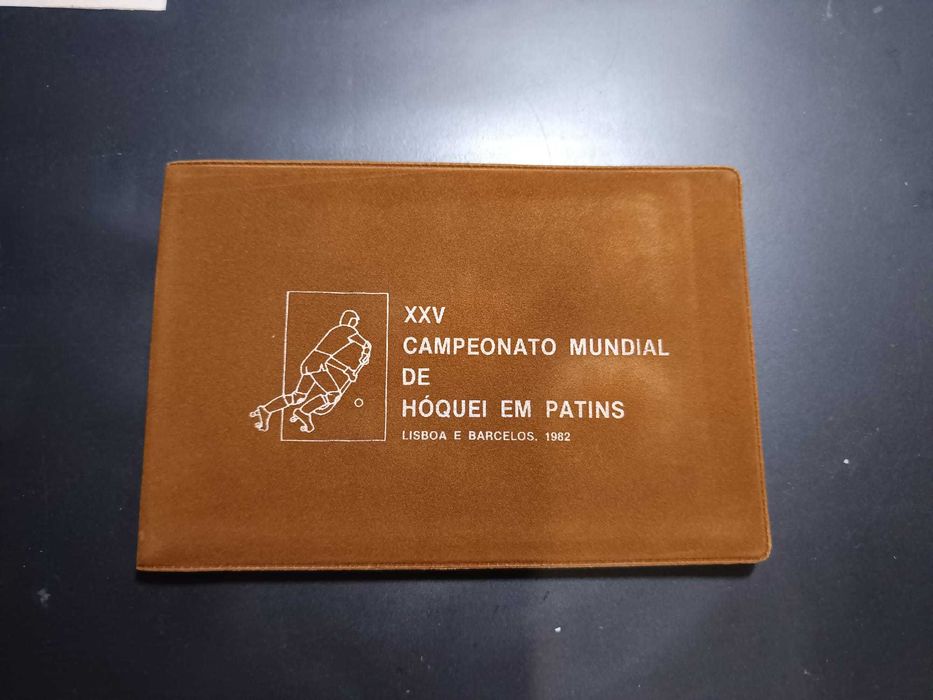 XXV
CAMPEONATO MUNDIAL
DE
HÓQUEI EM PATINS
LISBOA E BARCELOS, 1982